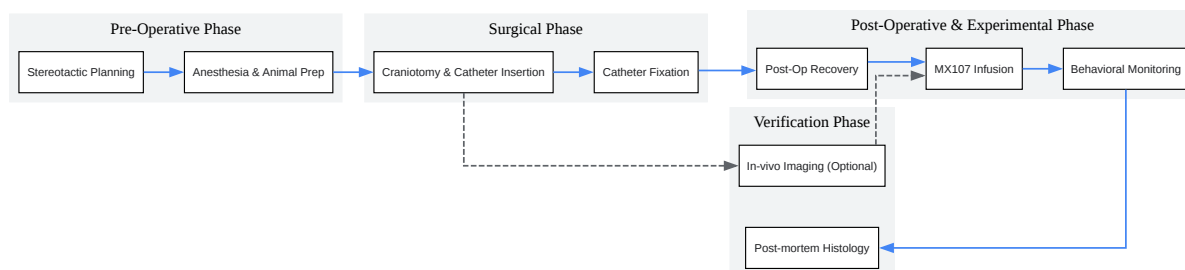 Pre-Operative Phase
Stereotactic Planning
Anesthesia & Animal Prep
Surgical Phase
Craniotomy & Catheter Insertion
Catheter Fixation
Post-Operative & Experimental Phase
Post-Op Recovery
MX107 Infusion
Behavioral Monitoring
Verification Phase
In-vivo Imaging (Optional)
Post-mortem Histology